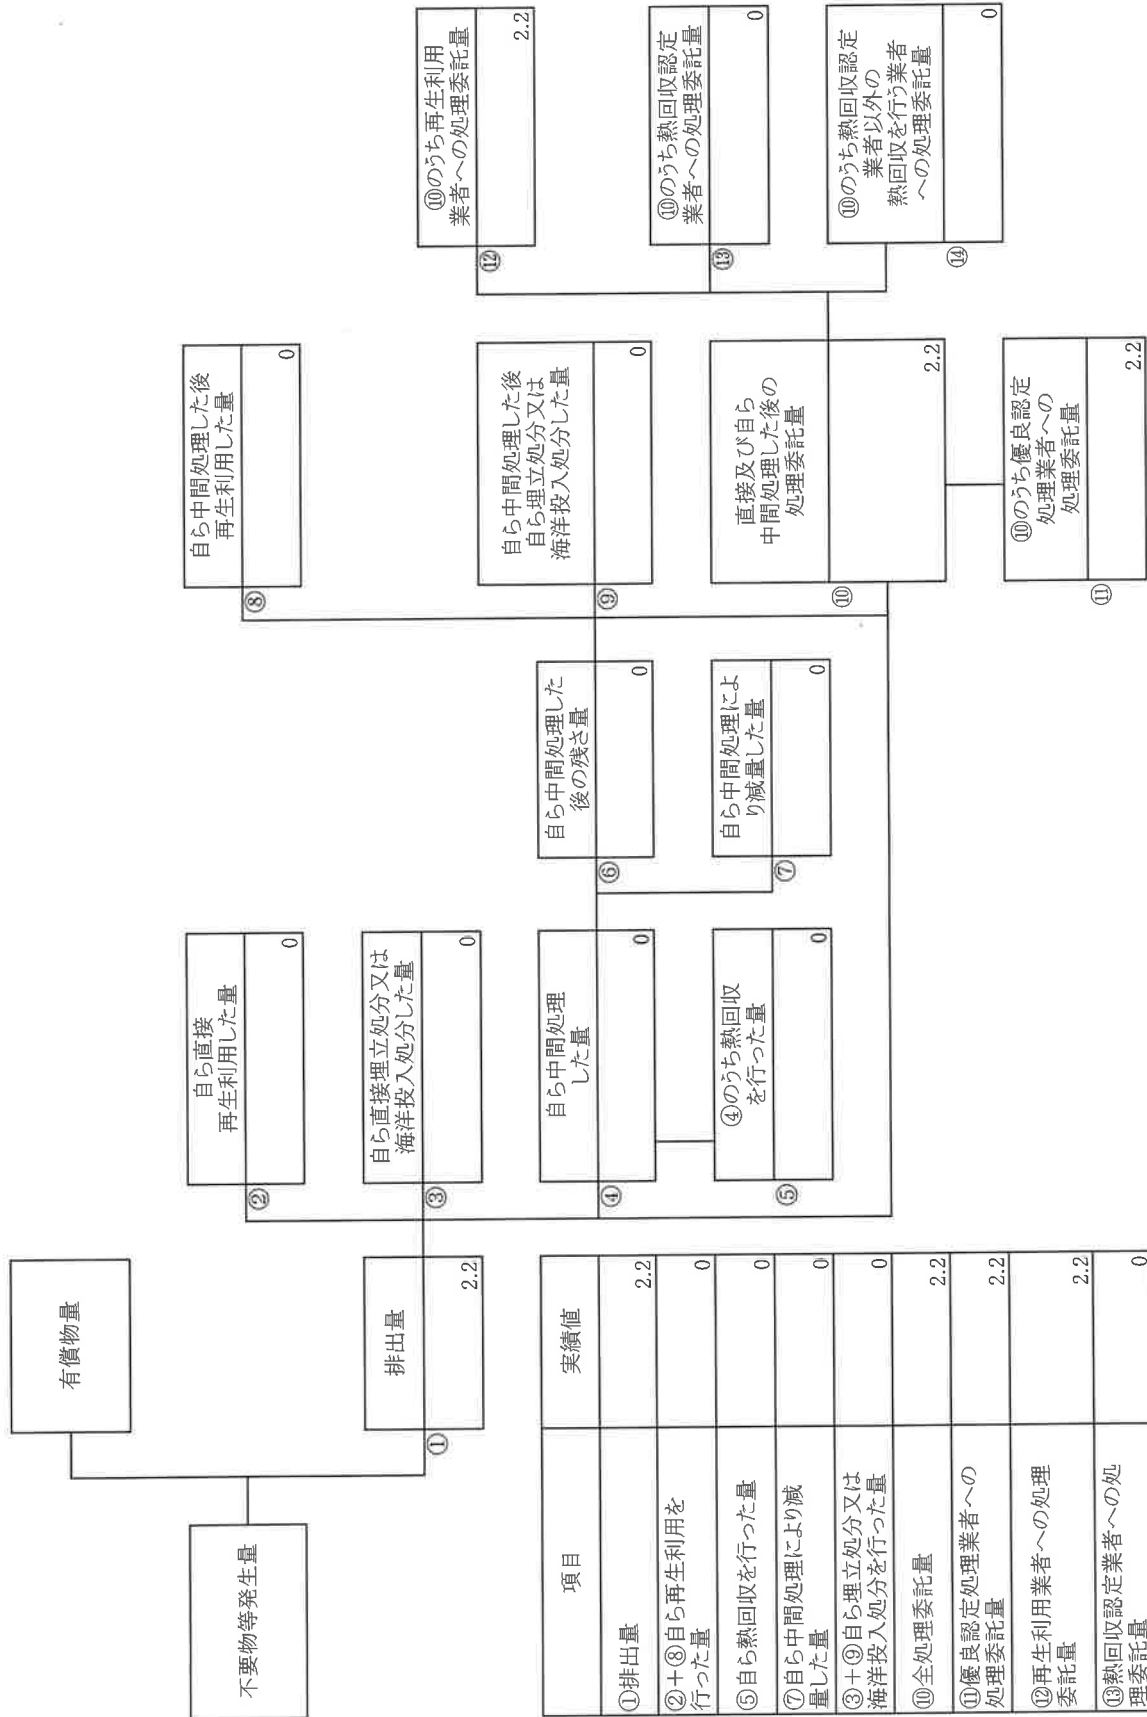 有償物量
不要物等発生量
排出量
①
2.2
自ら直接
再生利用した量
②
0
自ら直接埋立処分又は
海洋投入処分した量
③
0
自ら中間処理
した量
④
0
④のうち熱回収
を行った量
⑤
0
自ら中間処理した
後の残さ量
⑥
0
自ら中間処理によ
り減量した量
⑦
0
自ら中間処理した後
再生利用した量
⑧
0
自ら中間処理した後
自ら埋立処分又は
海洋投入処分した量
⑨
0
直接及び自ら
中間処理した後の
処理委託量
⑩
2.2
⑩のうち優良認定
処理業者への
処理委託量
⑪
2.2
⑩のうち再生利用
業者への処理委託量
⑫
2.2
⑩のうち熱回収認定
業者への処理委託量
⑬
0
⑩のうち熱回収認定
業者以外の
熱回収を行う業者
への処理委託量
⑭
0
項目 実績値
①排出量 2.2
②+⑧自ら再生利用を
行った量 0
⑤自ら熱回収を行った量 0
⑦自ら中間処理により減
量した量 0
③+⑨自ら埋立処分又は
海洋投入処分を行った量 0
⑩全処理委託量 2.2
⑪優良認定処理業者への
処理委託量 2.2
⑫再生利用業者への処理
委託量 2.2
⑬熱回収認定業者への処
理委託量 0